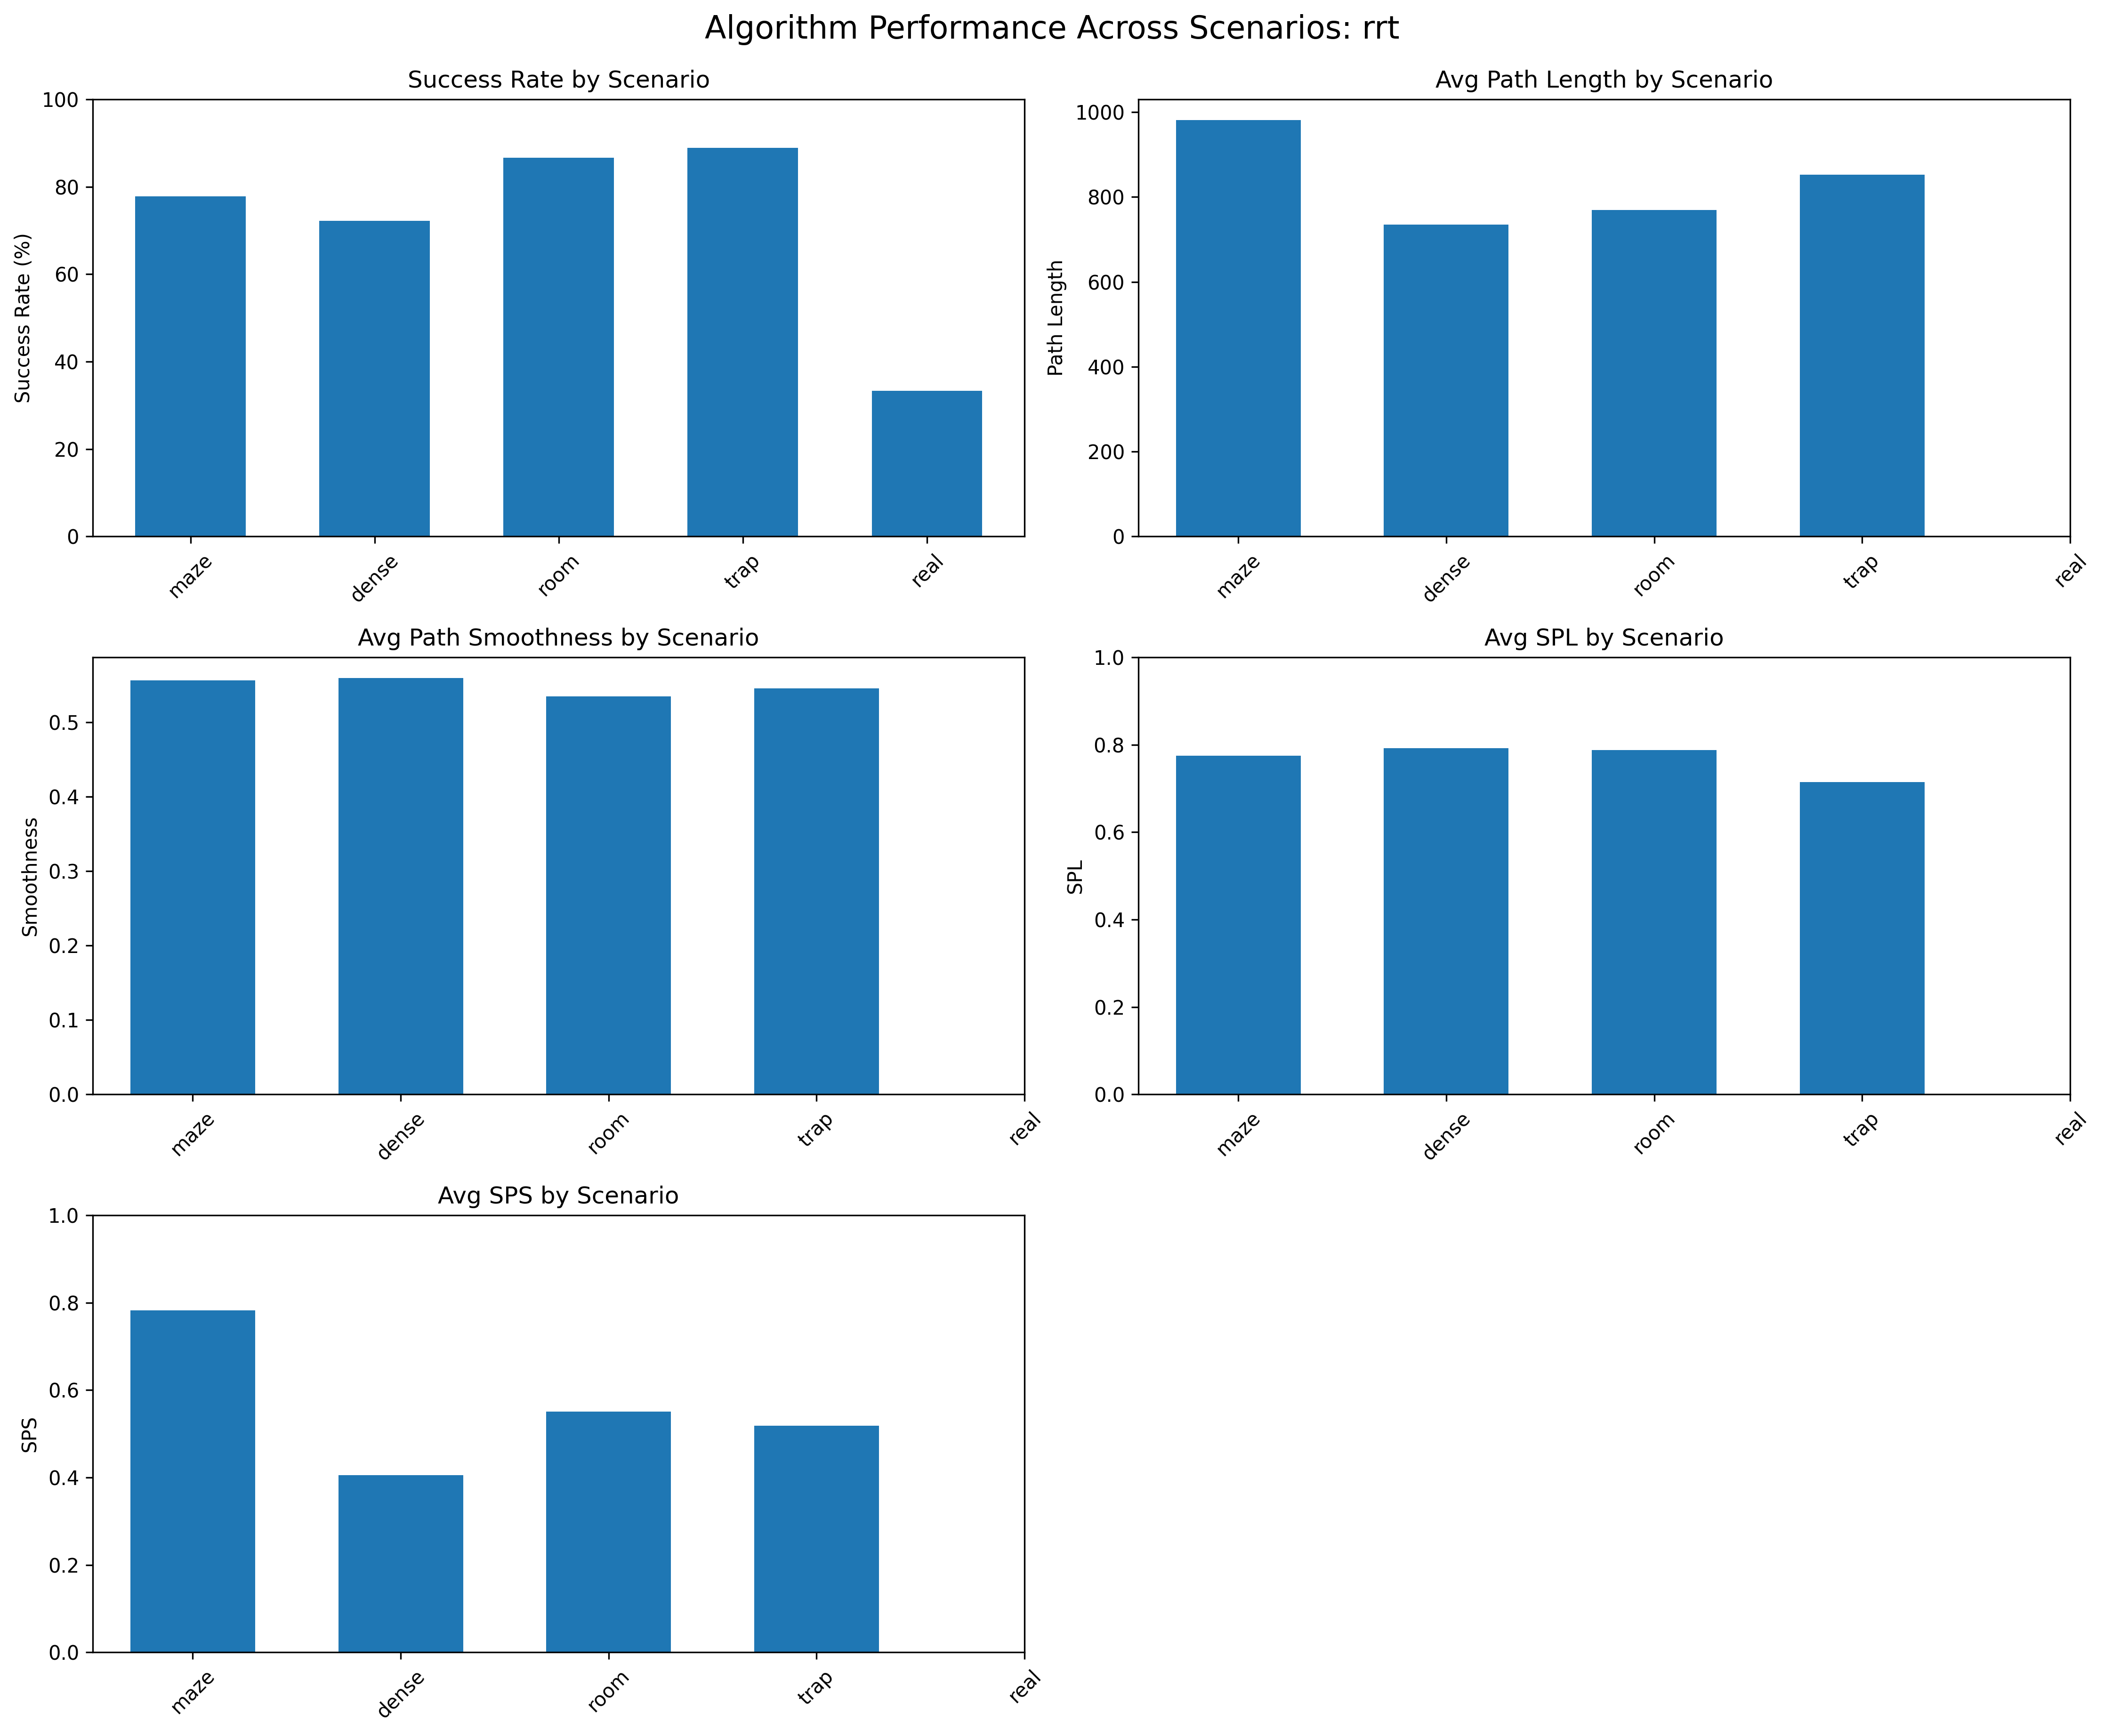 Algorithm Performance Across Scenarios: rrt
Success Rate by Scenario
Success Rate (%)
100
80
60
40
20
0
maze
dense
room
trap
real
Avg Path Length by Scenario
Path Length
1000
800
600
400
200
0
maze
dense
room
trap
real
Avg Path Smoothness by Scenario
Smoothness
0.5
0.4
0.3
0.2
0.1
0.0
maze
dense
room
trap
real
Avg SPL by Scenario
SPL
1.0
0.8
0.6
0.4
0.2
0.0
maze
dense
room
trap
real
Avg SPS by Scenario
SPS
1.0
0.8
0.6
0.4
0.2
0.0
maze
dense
room
trap
real